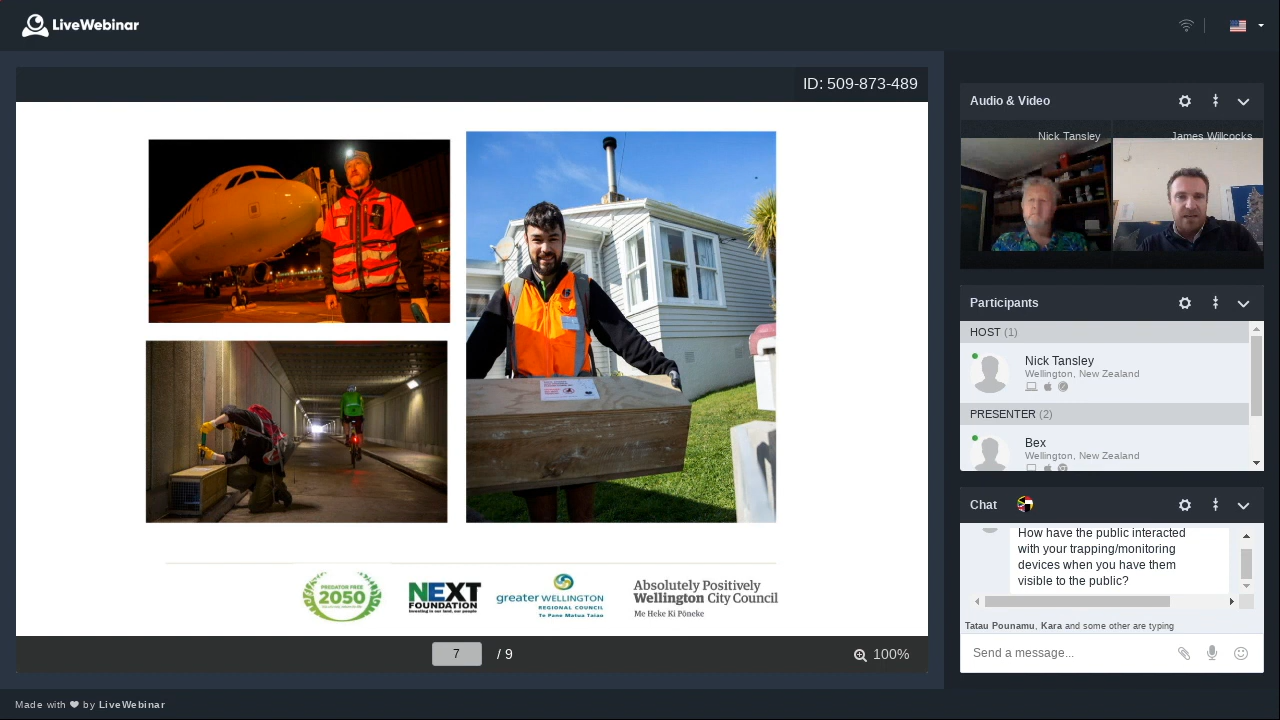 LiveWebinar
ID: 509-873-489
PREDATOR FREE
2050
NEXT
FOUNDATION
Investing in our land, our people
greater WELLINGTON
REGIONAL COUNCIL
Te Pane Matua Taiao
Absolutely Positively
Wellington City Council
Me Heke Ki Pōneke
7 / 9
100%
Made with by LiveWebinar
Audio & Video
Nick Tansley
James Willcocks
Participants
HOST (1)
Nick Tansley
Wellington, New Zealand
PRESENTER (2)
Bex
Wellington, New Zealand
Chat
How have the public interacted
with your trapping/monitoring
devices when you have them
visible to the public?
Tatau Pounamu, Kara and some other are typing
Send a message...